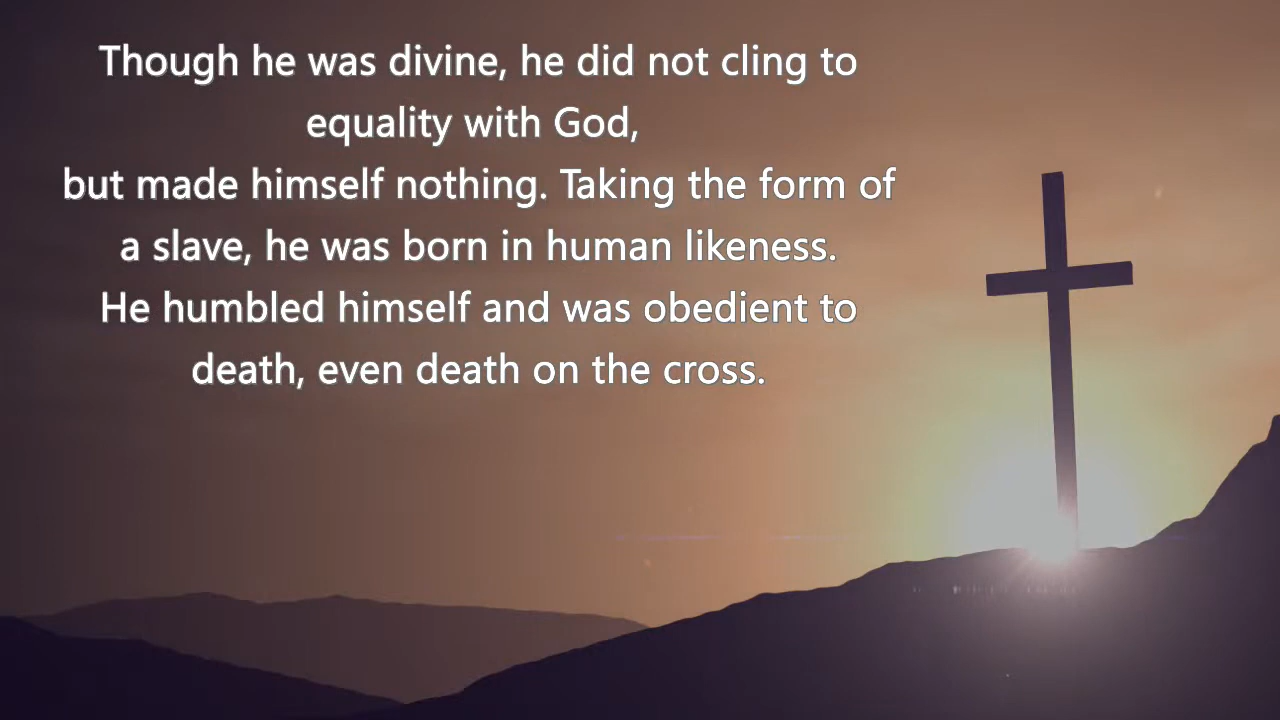 Though he was divine, he did not cling to
equality with God,
but made himself nothing. Taking the form of
a slave, he was born in human likeness.
He humbled himself and was obedient to
death, even death on the cross.